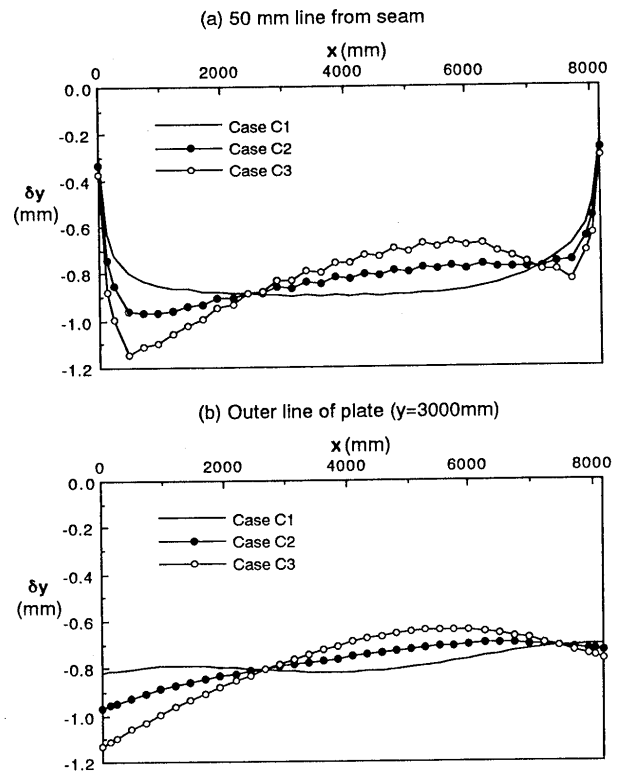 (a) 50 mm line from seam
x (mm)
0 2000 4000 6000 8000
0.0
-0.2
-0.4
-0.6
-0.8
-1.0
-1.2
δy
(mm)
Case C1
Case C2
Case C3
(b) Outer line of plate (y=3000mm)
x (mm)
0 2000 4000 6000 8000
0.0
-0.2
-0.4
-0.6
-0.8
-1.0
-1.2
δy
(mm)
Case C1
Case C2
Case C3